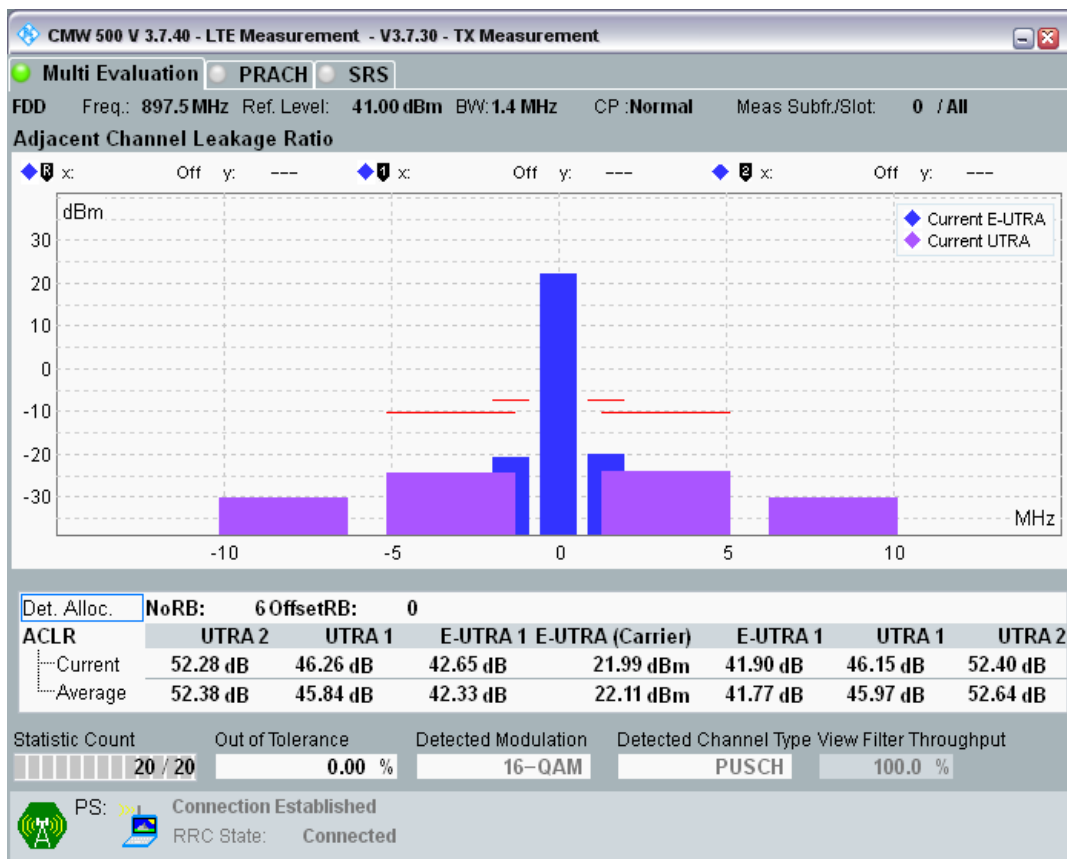 CMW 500 V 3.7.40 - LTE Measurement - V3.7.30 - TX Measurement
Multi Evaluation PRACH SRS
FDD Freq.: 897.5 MHz Ref. Level: 41.00 dBm BW: 1.4 MHz CP :Normal Meas Subfr./Slot: 0 / All
Adjacent Channel Leakage Ratio
R x: Off y: --- 1 x: Off y: --- 2 x: Off y: ---
dBm
Current E-UTRA
Current UTRA
30
20
10
0
-10
-20
-30
MHz
-10 -5 0 5 10
Det. Alloc. NoRB: 6 OffsetRB: 0
ACLR UTRA 2 UTRA 1 E-UTRA 1 E-UTRA (Carrier) E-UTRA 1 UTRA 1 UTRA 2
Current 52.28 dB 46.26 dB 42.65 dB 21.99 dBm 41.90 dB 46.15 dB 52.40 dB
Average 52.38 dB 45.84 dB 42.33 dB 22.11 dBm 41.77 dB 45.97 dB 52.64 dB
Statistic Count Out of Tolerance Detected Modulation Detected Channel Type View Filter Throughput
20 / 20 0.00 % 16-QAM PUSCH 100.0 %
PS: Connection Established
RRC State: Connected